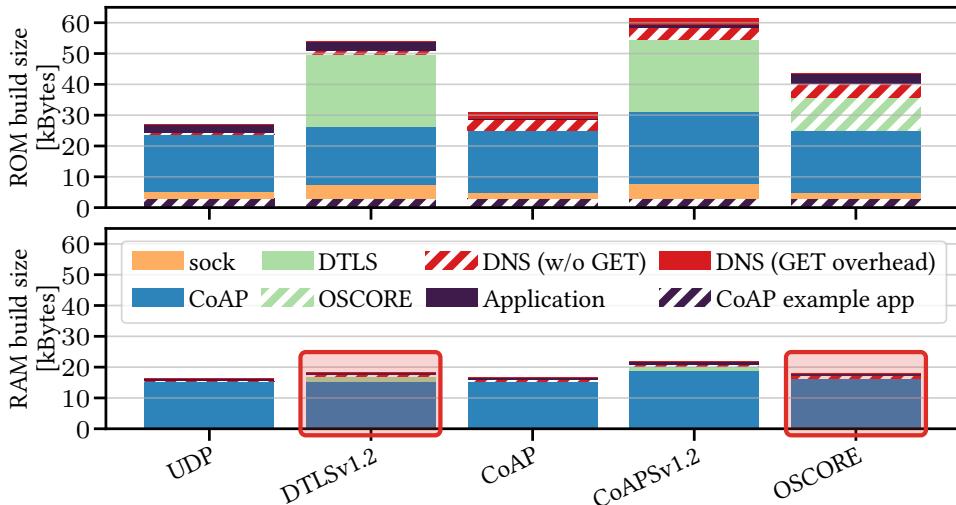 ROM build size
[kBytes]
60
50
40
30
20
10
0
RAM build size
[kBytes]
60
50
40
30
20
10
0
sock
DTLS
DNS (w/o GET)
DNS (GET overhead)
CoAP
OSCORE
Application
CoAP example app
UDP
DTLSv1.2
CoAP
CoAPSv1.2
OSCORE